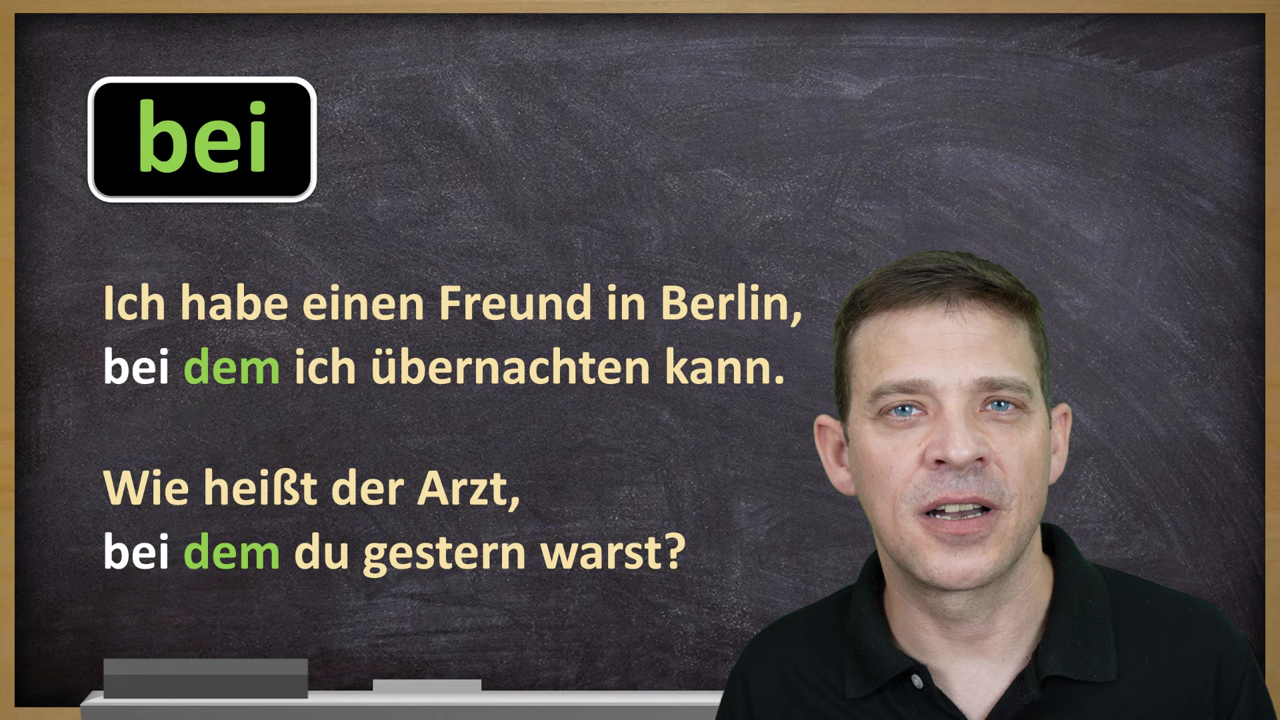 bei
Ich habe einen Freund in Berlin,
bei dem ich übernachten kann.
Wie heißt der Arzt,
bei dem du gestern warst?